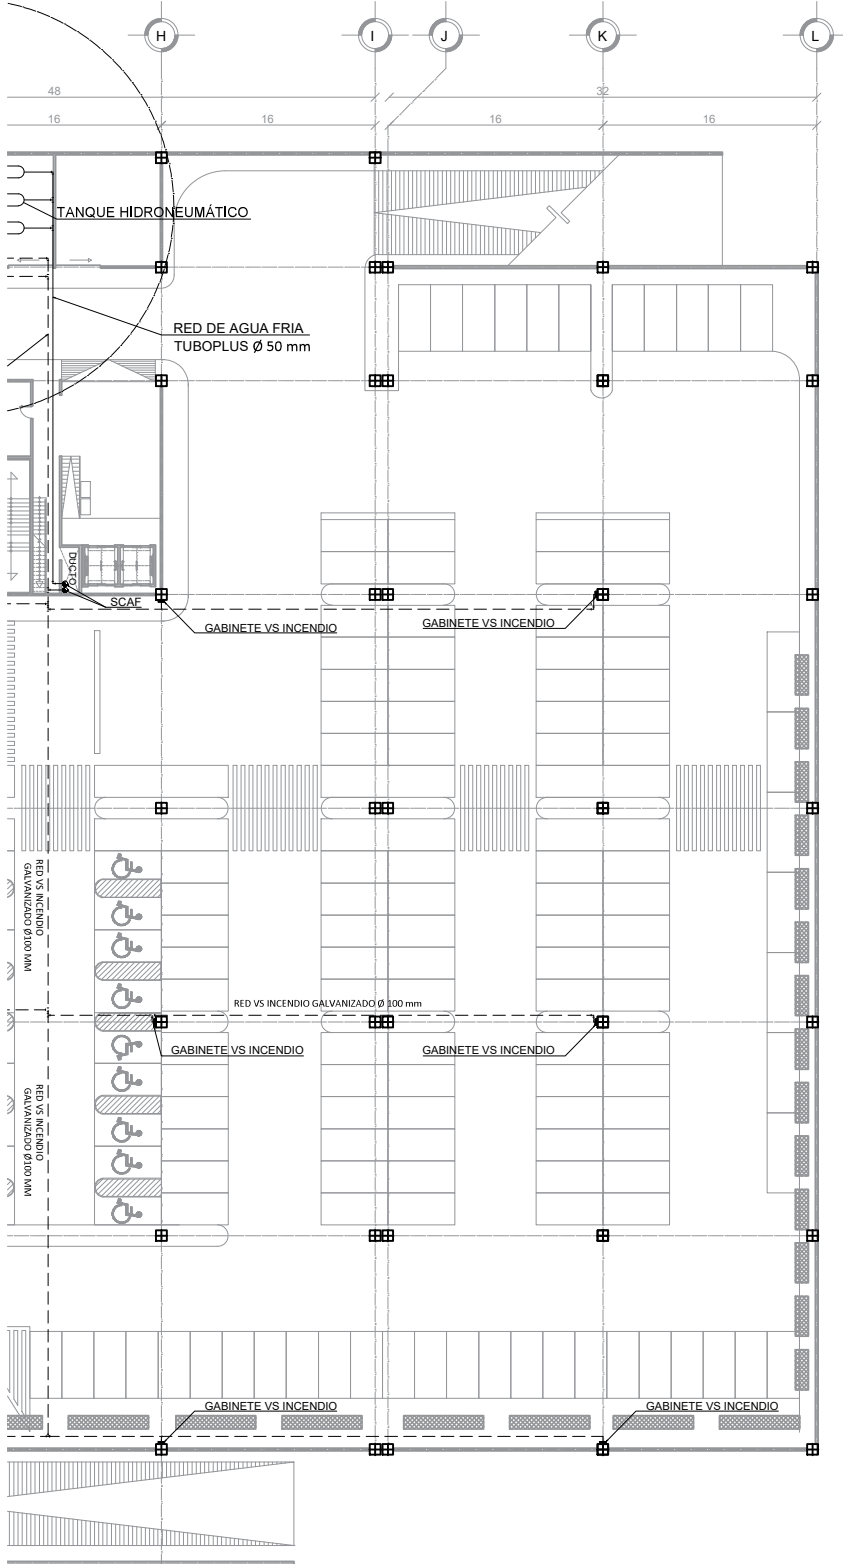 H
I
J
K
L
48
32
16
16
16
16
TANQUE HIDRONEUMÁTICO
RED DE AGUA FRIA
TUBOPLUS Ø 50 mm
DUCTO
SCAF
GABINETE VS INCENDIO
GABINETE VS INCENDIO
RED VS INCENDIO
GALVANIZADO Ø100 MM
RED VS INCENDIO GALVANIZADO Ø 100 mm
GABINETE VS INCENDIO
GABINETE VS INCENDIO
RED VS INCENDIO
GALVANIZADO Ø100 MM
GABINETE VS INCENDIO
GABINETE VS INCENDIO